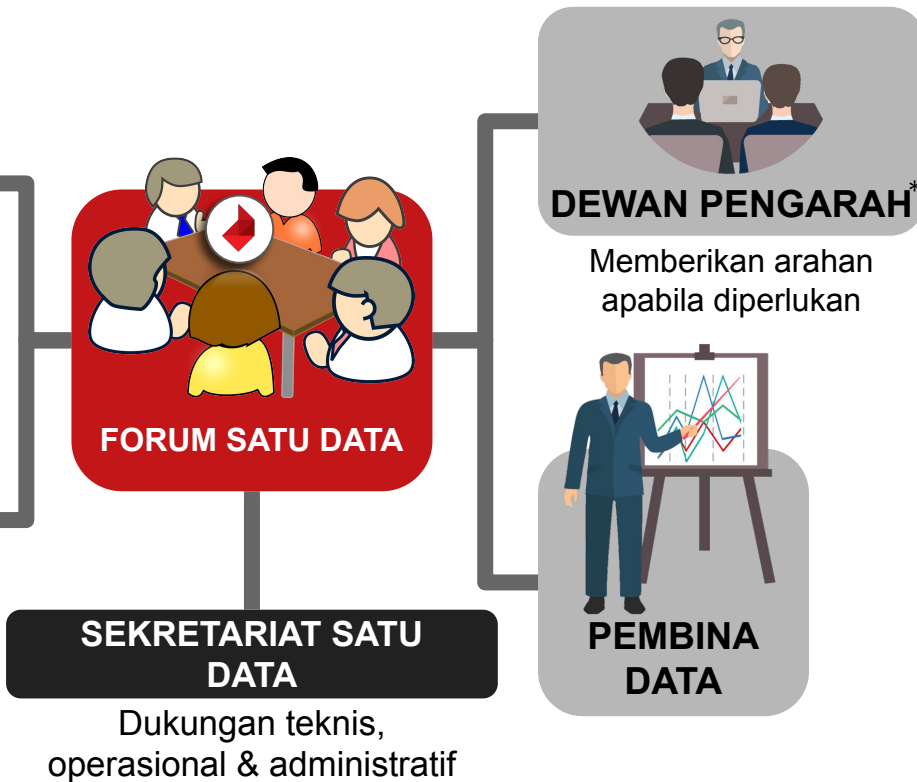 DEWAN PENGARAH*
Memberikan arahan
apabila diperlukan
FORUM SATU DATA
SEKRETARIAT SATU
DATA
Dukungan teknis,
operasional & administratif
PEMBINA
DATA